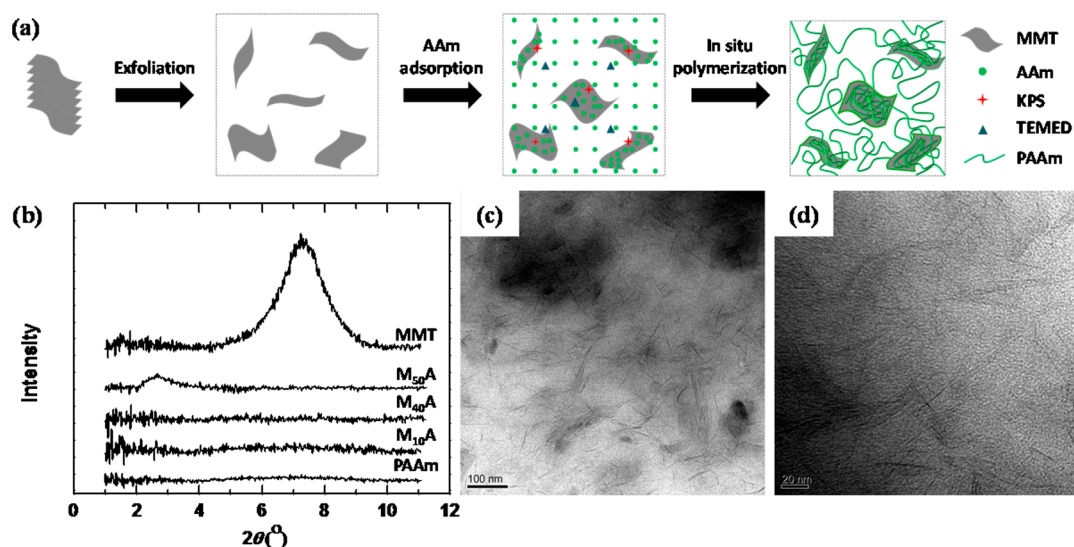 (a)
Exfoliation
AAm
adsorption
In situ
polymerization
MMT
AAm
KPS
TEMED
PAAm
(b)
Intensity
MMT
M₅₀A
M₄₀A
M₁₀A
PAAm
0 2 4 6 8 10 12
2θ(°)
(c)
100 nm
(d)
20 nm